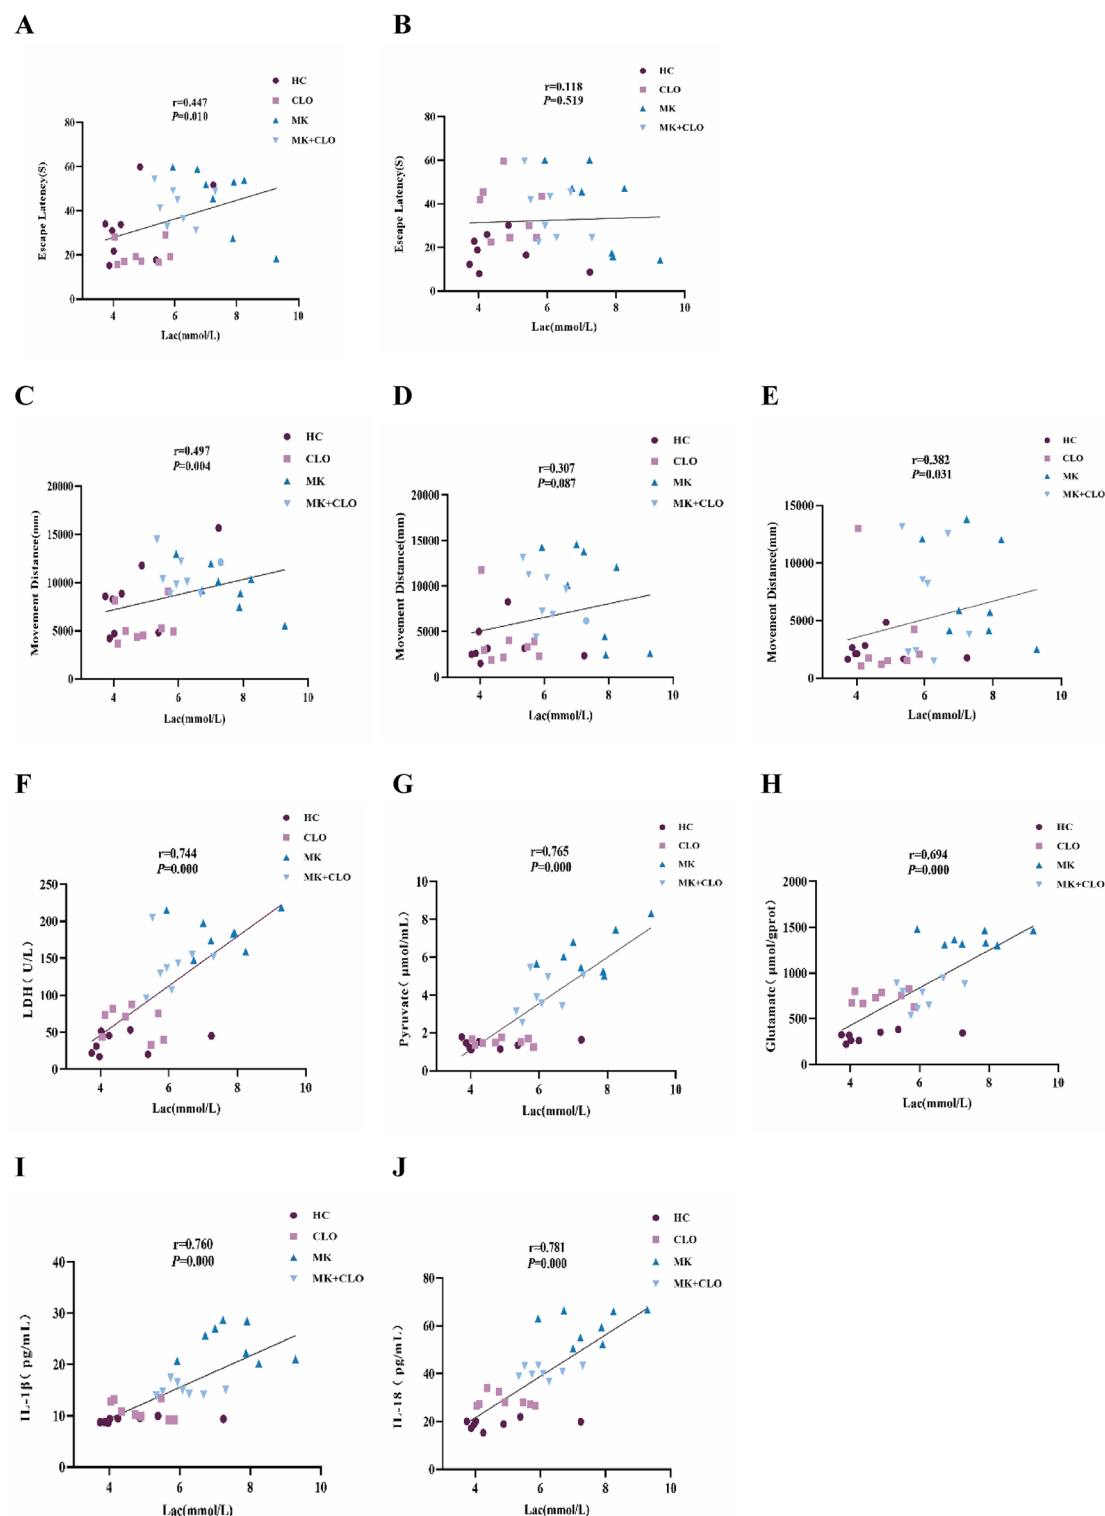 A
HC
CLO
MK
MK+CLO
r=0.447
P=0.010
80
60
40
20
0
Escape Latency(S)
4 6 8 10
Lac(mmol/L)
B
HC
CLO
MK
MK+CLO
r=0.118
P=0.519
80
60
40
20
0
Escape Latency(S)
4 6 8 10
Lac(mmol/L)
C
HC
CLO
MK
MK+CLO
r=0.497
P=0.004
20000
15000
10000
5000
0
Movement Distance(mm)
4 6 8 10
Lac(mmol/L)
D
HC
CLO
MK
MK+CLO
r=0.307
P=0.087
20000
15000
10000
5000
0
Movement Distance(mm)
4 6 8 10
Lac(mmol/L)
E
HC
CLO
MK
MK+CLO
r=0.382
P=0.031
15000
10000
5000
0
Movement Distance(mm)
4 6 8 10
Lac(mmol/L)
F
HC
CLO
MK
MK+CLO
r=0.744
P=0.000
250
200
150
100
50
0
LDH（U/L）
4 6 8 10
Lac(mmol/L)
G
HC
CLO
MK
MK+CLO
r=0.765
P=0.000
10
8
6
4
2
0
Pyruvate（μmol/mL）
4 6 8 10
Lac(mmol/L)
H
HC
CLO
MK
MK+CLO
r=0.694
P=0.000
2000
1500
1000
500
0
Glutamate（μmol/gprot）
4 6 8 10
Lac(mmol/L)
I
HC
CLO
MK
MK+CLO
r=0.760
P=0.000
40
30
20
10
0
IL-1β（pg/mL）
4 6 8 10
Lac(mmol/L)
J
HC
CLO
MK
MK+CLO
r=0.781
P=0.000
80
60
40
20
0
IL-18（pg/mL）
4 6 8 10
Lac(mmol/L)